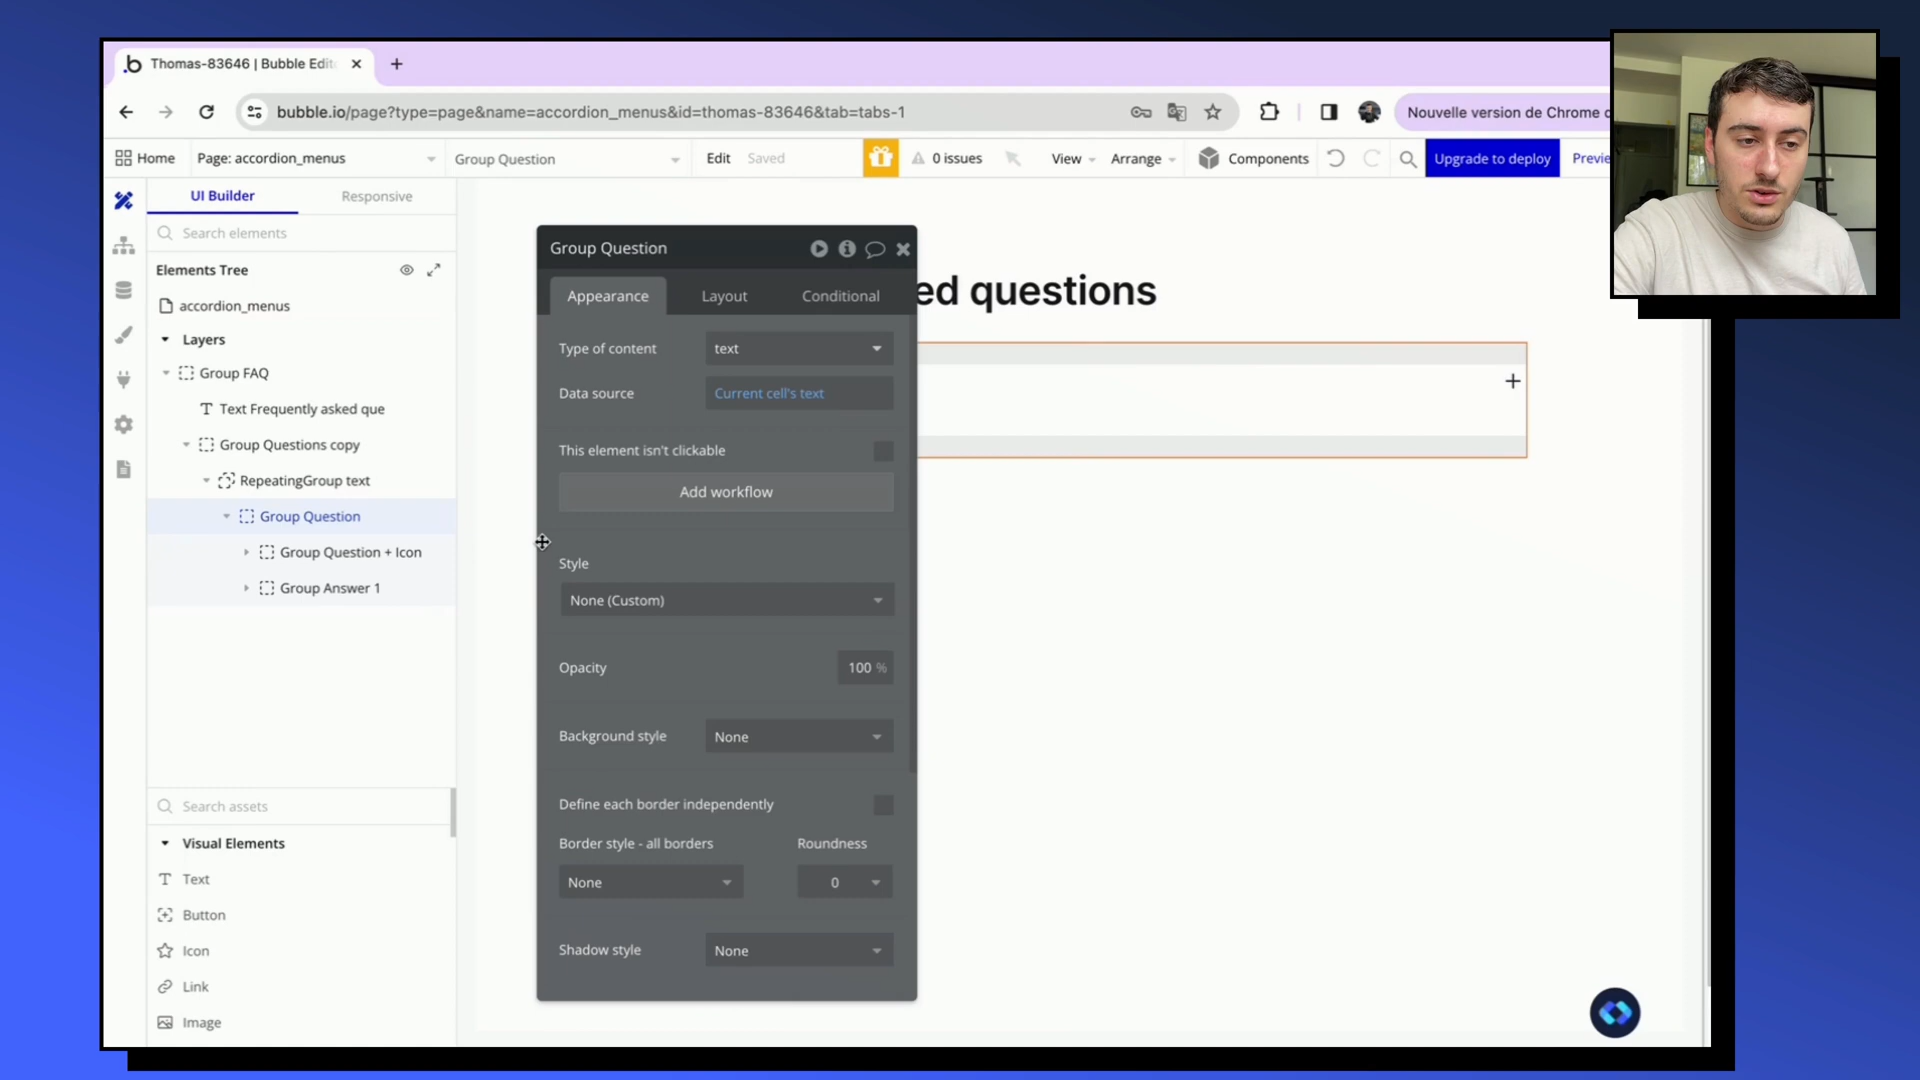 Thomas-83646 | Bubble Edit
bubble.io/page?type=page&name=accordion_menus&id=thomas-83646&tab=tabs-1
Nouvelle version de Chrome d
Home
Page: accordion_menus
Group Question
Edit
Saved
0 issues
View
Arrange
Components
Upgrade to deploy
Previe
UI Builder
Responsive
Search elements
Elements Tree
accordion_menus
Layers
Group FAQ
Text Frequently asked que
Group Questions copy
RepeatingGroup text
Group Question
Group Question + Icon
Group Answer 1
Search assets
Visual Elements
Text
Button
Icon
Link
Image
Group Question
Appearance
Layout
Conditional
Type of content
text
Data source
Current cell's text
This element isn't clickable
Add workflow
Style
None (Custom)
Opacity
100 %
Background style
None
Define each border independently
Border style - all borders
Roundness
None
0
Shadow style
None
ed questions